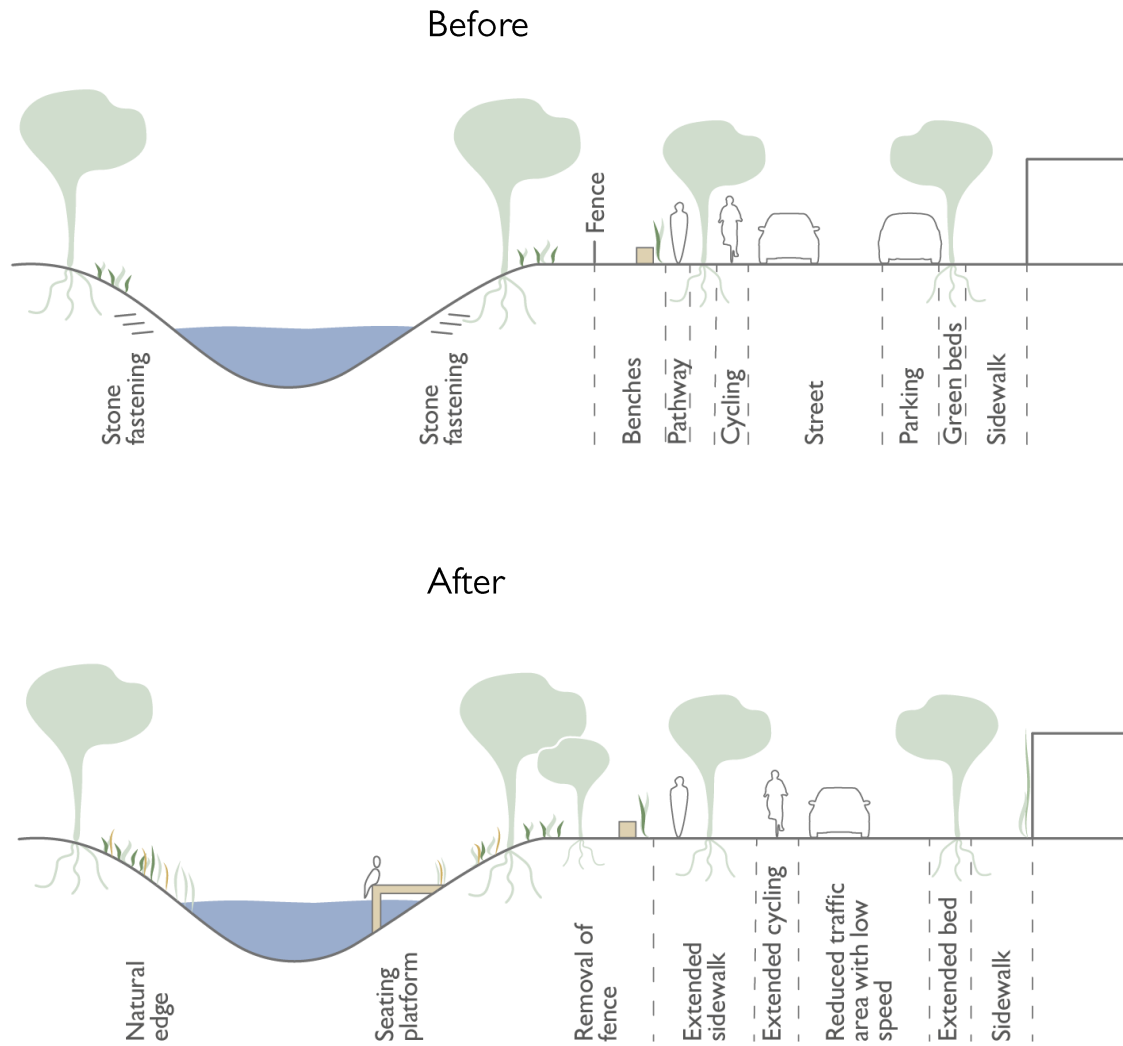 Before
Fence
Stone
fastening
Stone
fastening
Benches
Pathway
Cycling
Street
Parking
Green beds
Sidewalk
After
Natural
edge
Seating
platform
Removal of
fence
Extended
sidewalk
Extended cycling
Reduced traffic
area with low
speed
Extended bed
Sidewalk